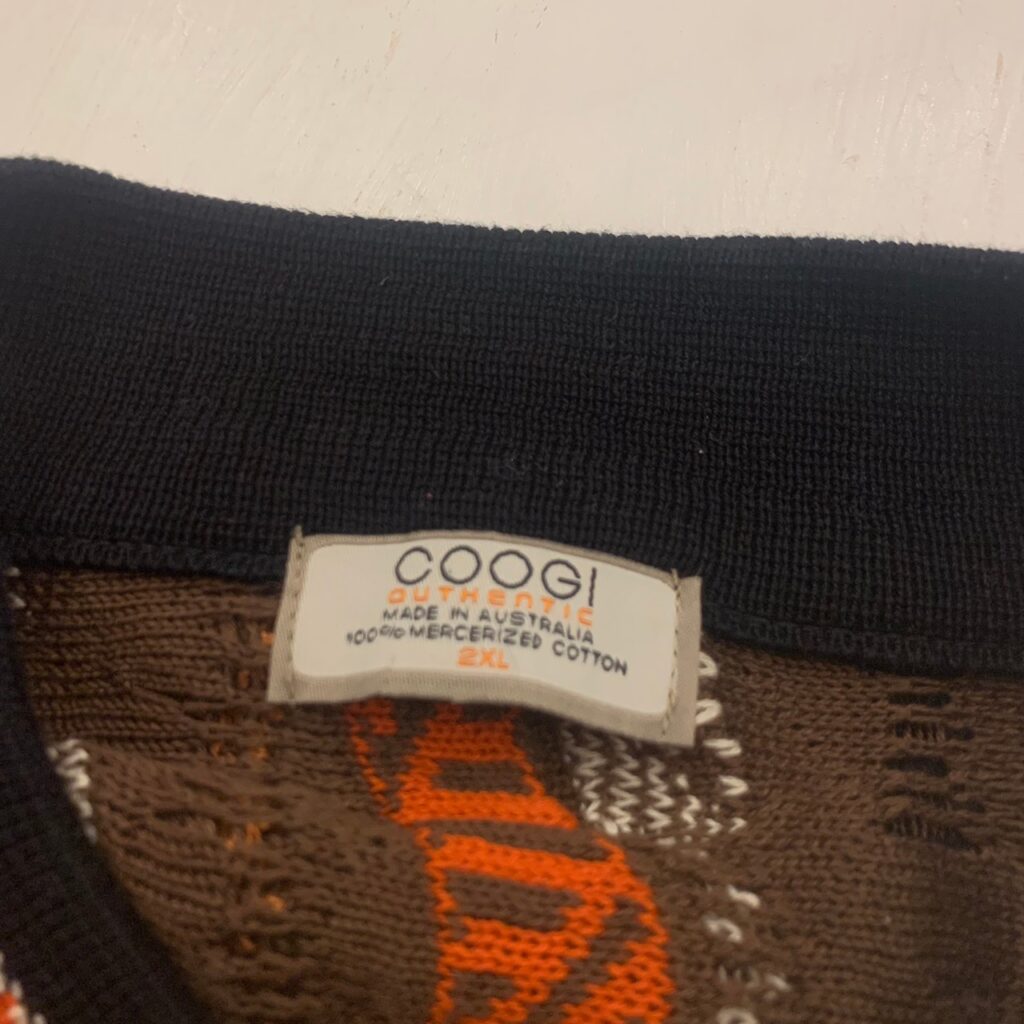 COOGI
AUTHENTIC
MADE IN AUSTRALIA
100% MERCERIZED COTTON
2XL